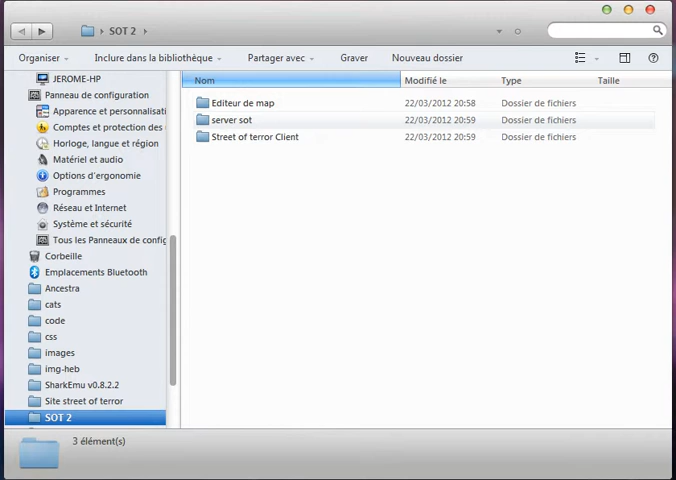 SOT 2
Organiser
Inclure dans la bibliothèque
Partager avec
Graver
Nouveau dossier
Nom
Modifié le
Type
Taille
JEROME-HP
Panneau de configuration
Apparence et personnalisati
Comptes et protection des
Horloge, langue et région
Matériel et audio
Options d'ergonomie
Programmes
Réseau et Internet
Système et sécurité
Tous les Panneaux de config
Corbeille
Emplacements Bluetooth
Ancestra
cats
code
css
images
img-heb
SharkEmu v0.8.2.2
Site street of terror
SOT 2
Editeur de map 22/03/2012 20:58 Dossier de fichiers
server sot 22/03/2012 20:59 Dossier de fichiers
Street of terror Client 22/03/2012 20:59 Dossier de fichiers
3 élément(s)